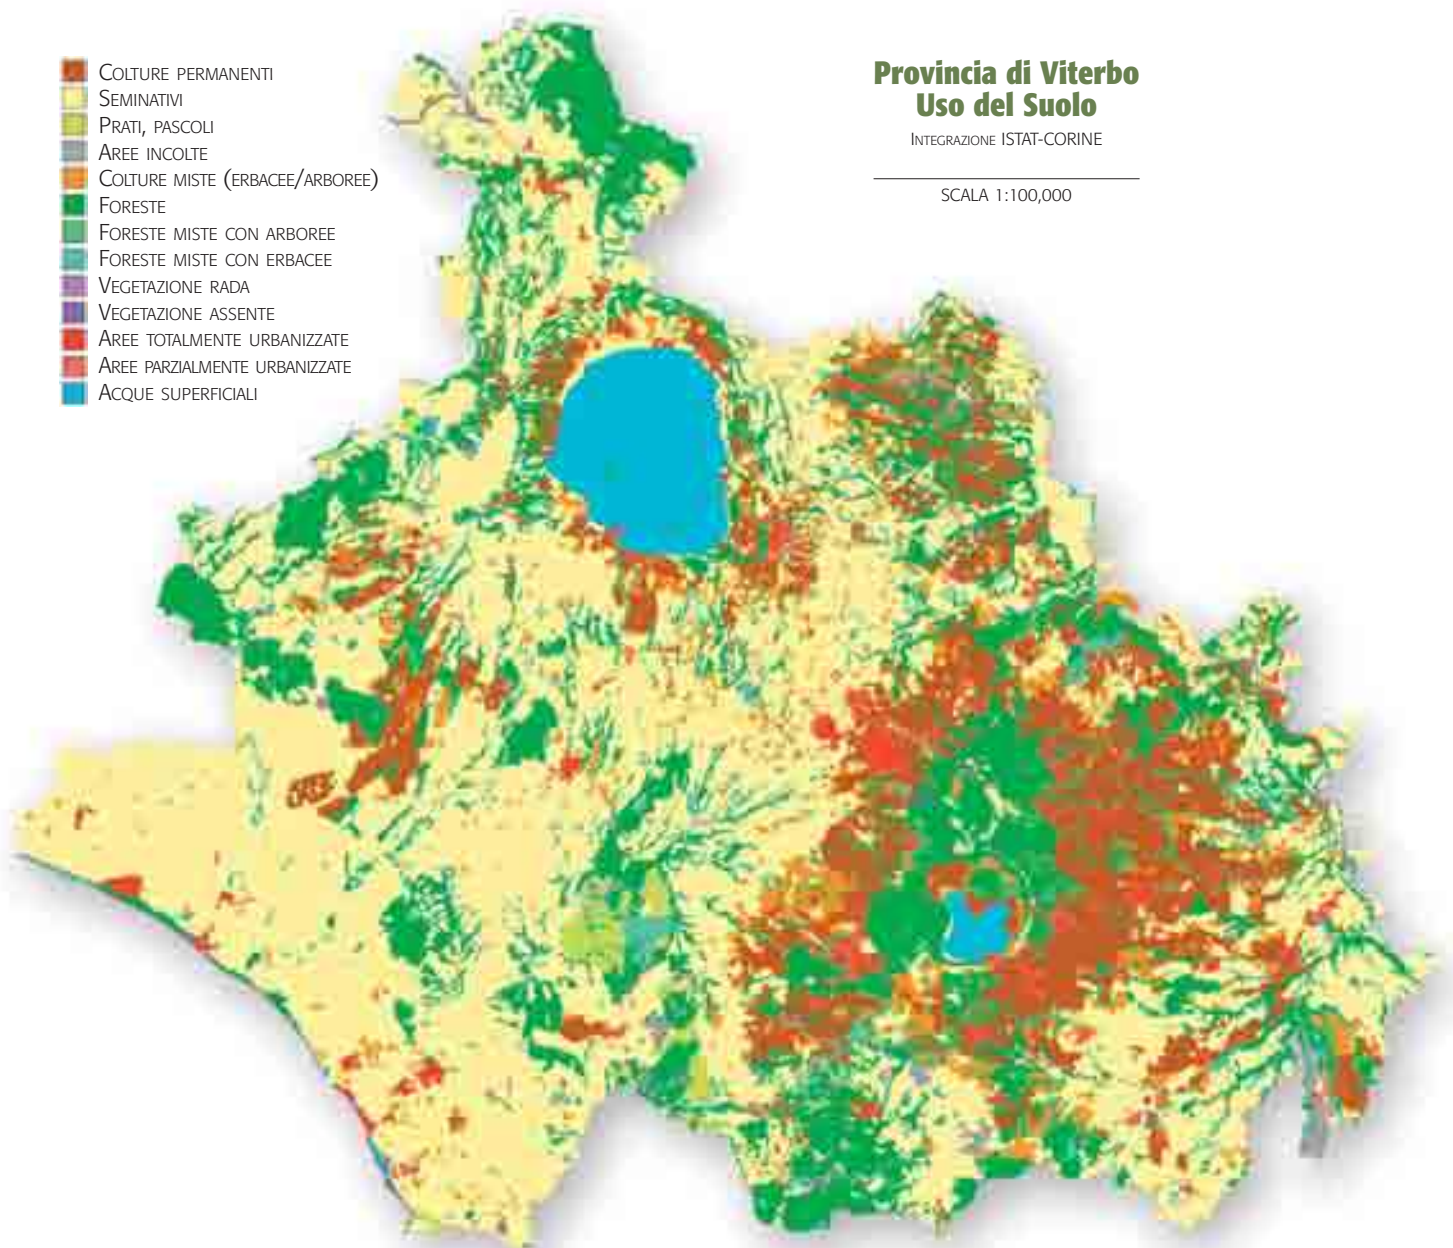 Colture permanenti
Seminativi
Prati, pascoli
Aree incolte
Colture miste (erbacee/arboree)
Foreste
Foreste miste con arboree
Foreste miste con erbacee
Vegetazione rada
Vegetazione assente
Aree totalmente urbanizzate
Aree parzialmente urbanizzate
Acque superficiali
Provincia di Viterbo
Uso del Suolo
Integrazione ISTAT-CORINE
SCALA 1:100,000